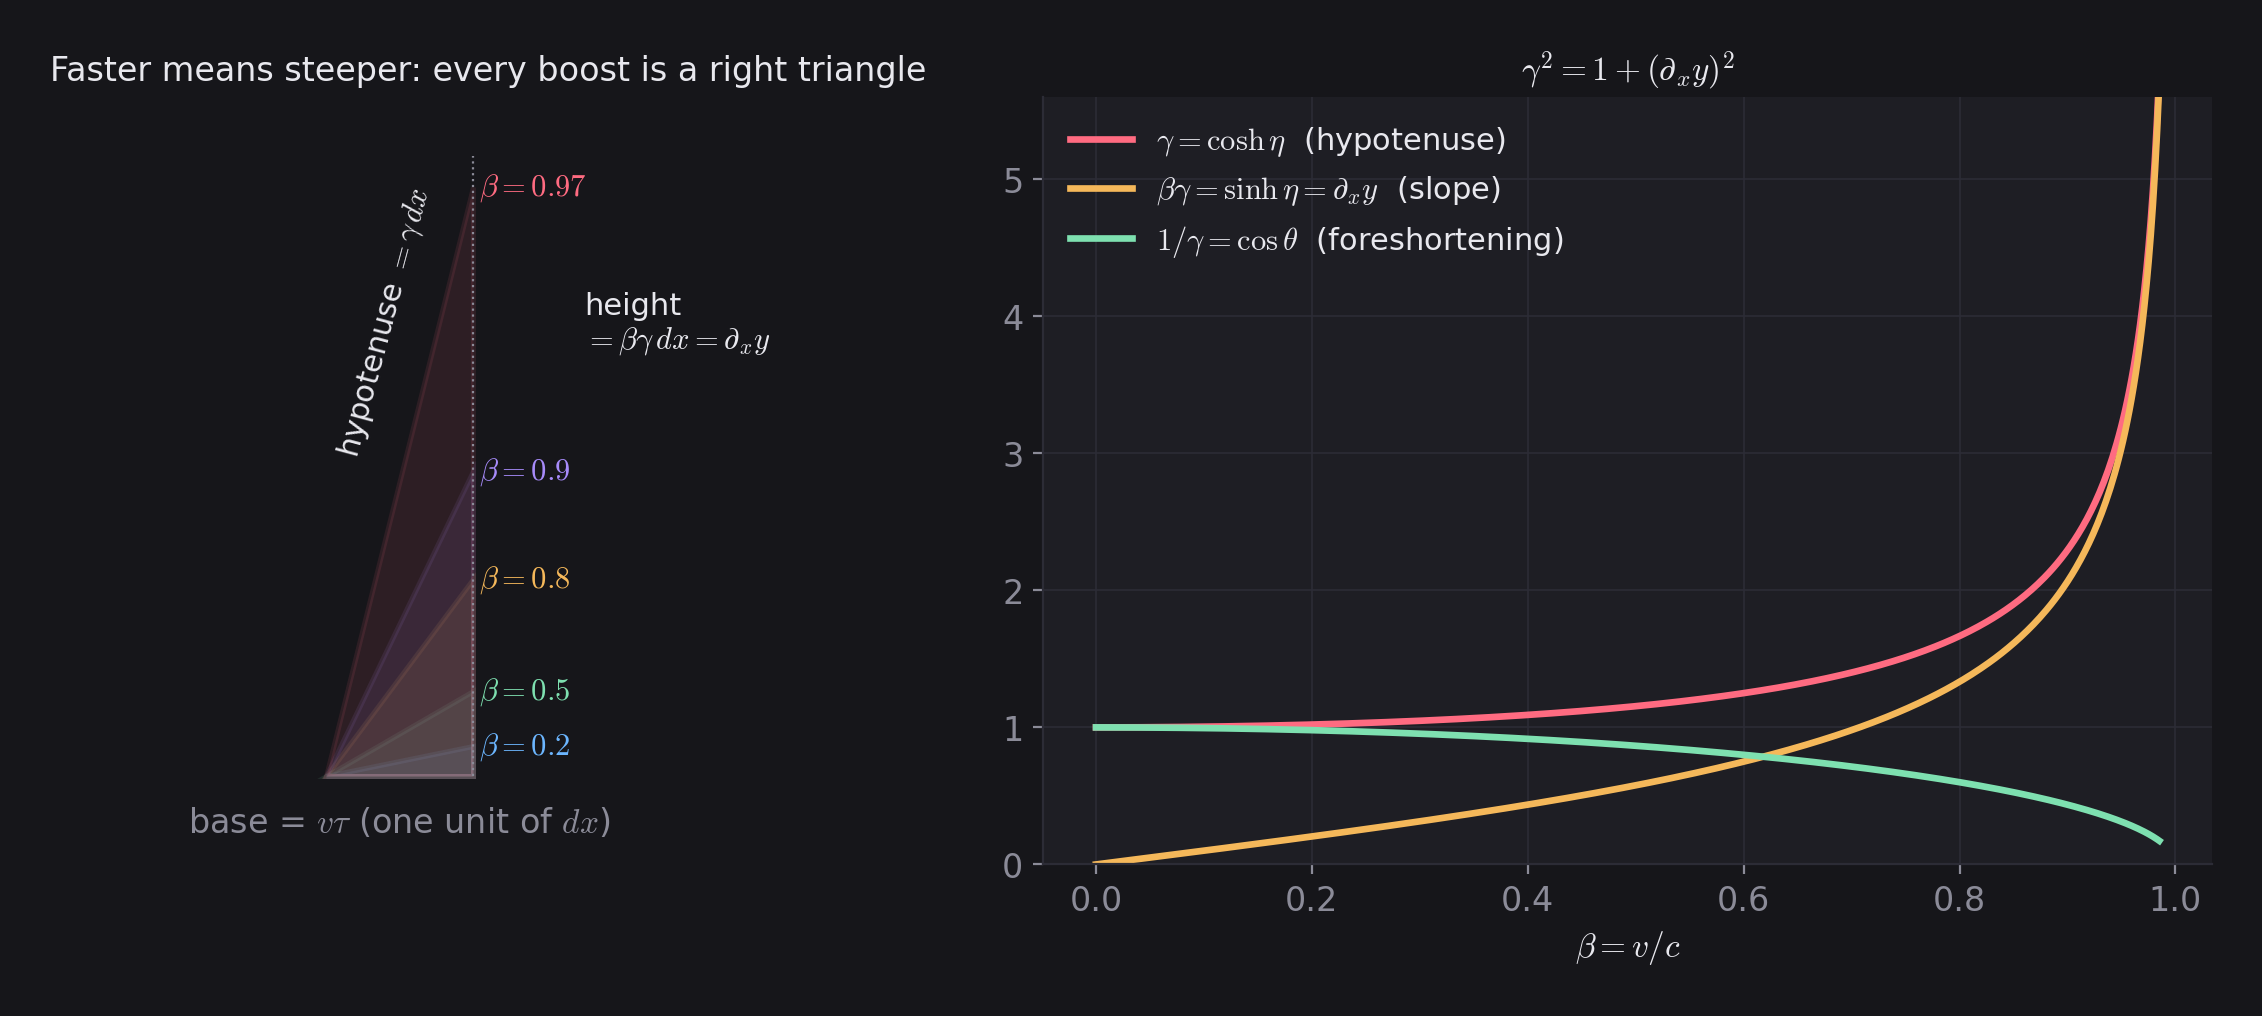 Faster means steeper: every boost is a right triangle
β = 0.97
hypotenuse = γ dx
height
= βγ dx = ∂ₓy
β = 0.9
β = 0.8
β = 0.5
β = 0.2
base = vτ (one unit of dx)
γ² = 1 + (∂ₓy)²
γ = cosh η (hypotenuse)
βγ = sinh η = ∂ₓy (slope)
1/γ = cos θ (foreshortening)
5
4
3
2
1
0
0.0 0.2 0.4 0.6 0.8 1.0
β = v/c